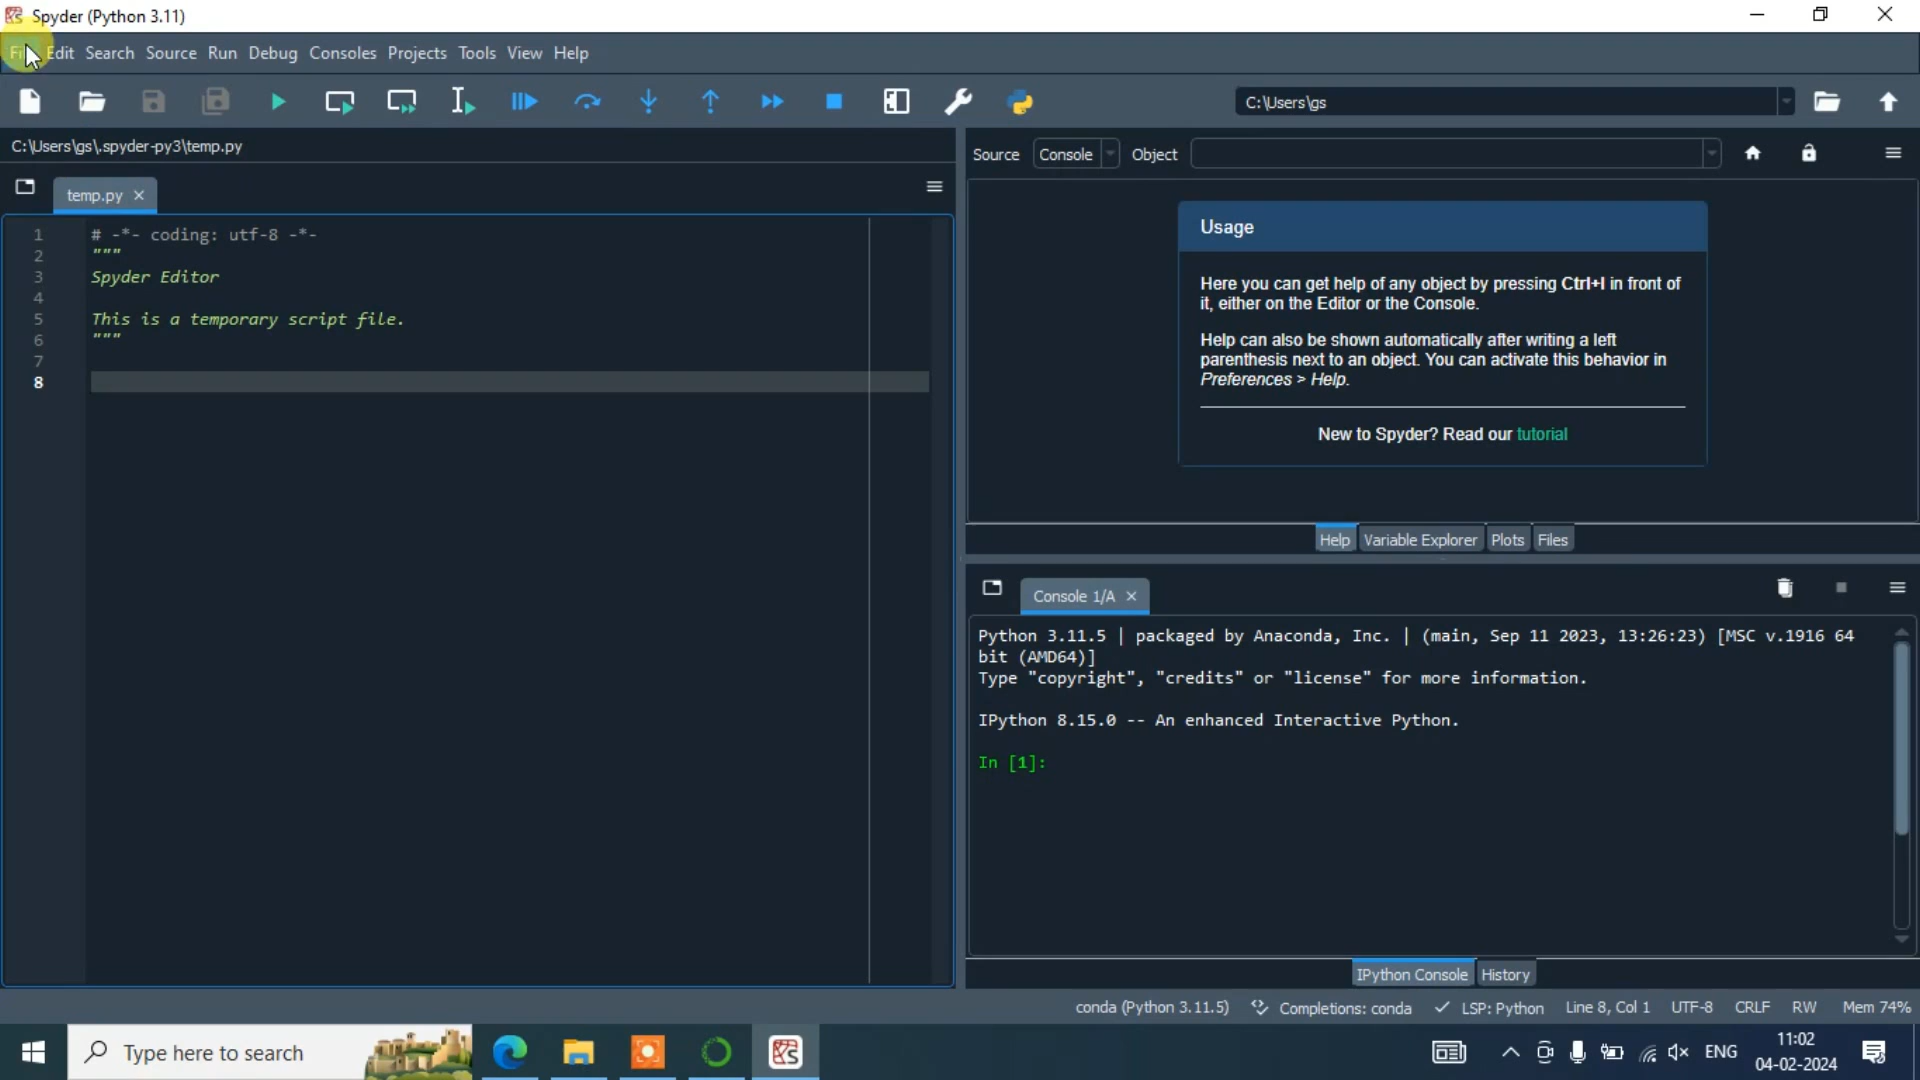 Spyder (Python 3.11)
Edit Search Source Run Debug Consoles Projects Tools View Help
C:\Users\gs
C:\Users\gs\.spyder-py3\temp.py
temp.py
1 # -*- coding: utf-8 -*-
2 """
3 Spyder Editor
4
5 This is a temporary script file.
6 """
7
8
Source Console Object
Usage
Here you can get help of any object by pressing Ctrl+I in front of
it, either on the Editor or the Console.
Help can also be shown automatically after writing a left
parenthesis next to an object. You can activate this behavior in
Preferences > Help.
New to Spyder? Read our tutorial
Help Variable Explorer Plots Files
Console 1/A
Python 3.11.5 | packaged by Anaconda, Inc. | (main, Sep 11 2023, 13:26:23) [MSC v.1916 64
bit (AMD64)]
Type "copyright", "credits" or "license" for more information.
IPython 8.15.0 -- An enhanced Interactive Python.
In [1]:
IPython Console History
conda (Python 3.11.5) Completions: conda LSP: Python Line 8, Col 1 UTF-8 CRLF RW Mem 74%
Type here to search
ENG
11:02
04-02-2024